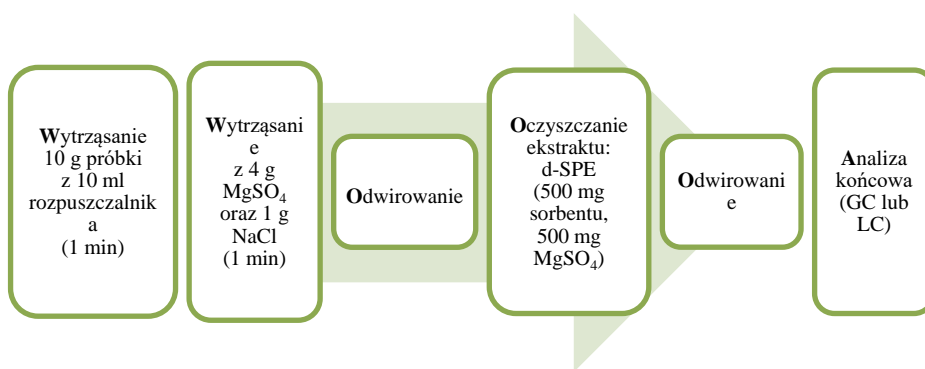 Wytrząsanie
10 g próbki
z 10 ml
rozpuszczalnik
a
(1 min)
Wytrząsani
e
z 4 g
MgSO₄
oraz 1 g
NaCl
(1 min)
Odwirowanie
Oczyszczanie
ekstraktu:
d-SPE
(500 mg
sorbentu,
500 mg
MgSO₄)
Odwirowani
e
Analiza
końcowa
(GC lub
LC)